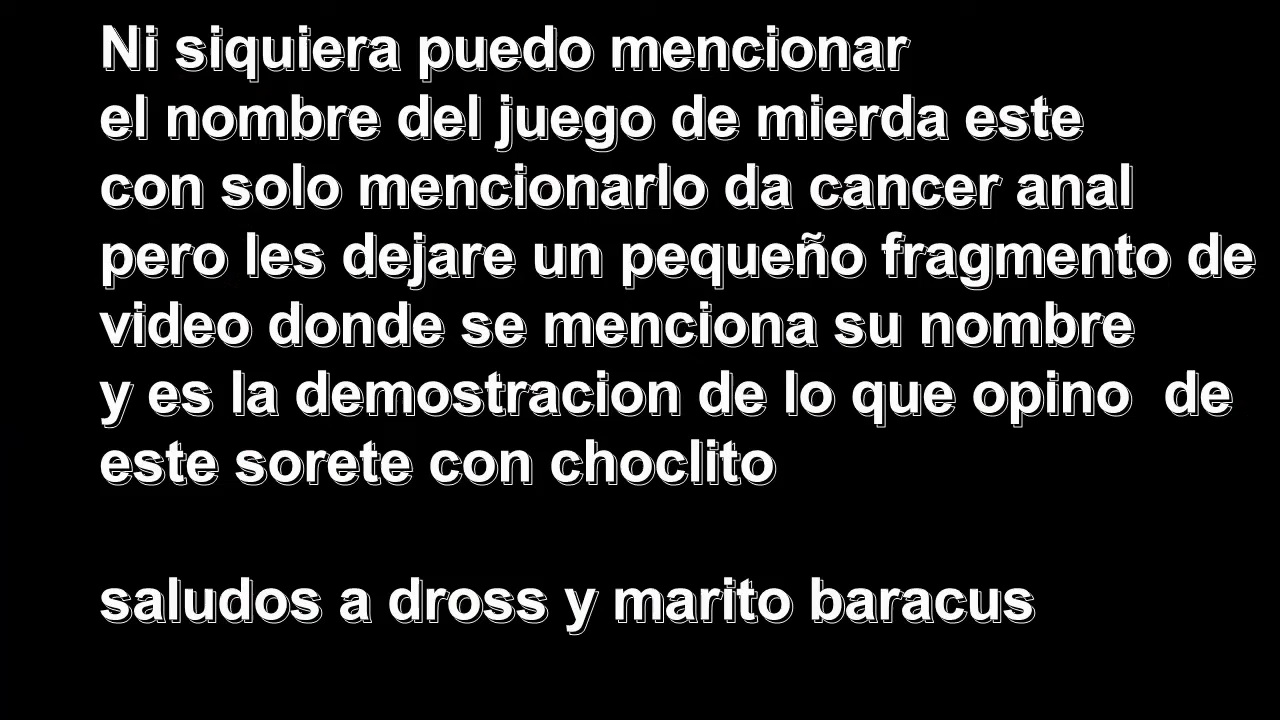 Ni siquiera puedo mencionar
el nombre del juego de mierda este
con solo mencionarlo da cancer anal
pero les dejare un pequeño fragmento de
video donde se menciona su nombre
y es la demostracion de lo que opino  de
este sorete con choclito
saludos a dross y marito baracus